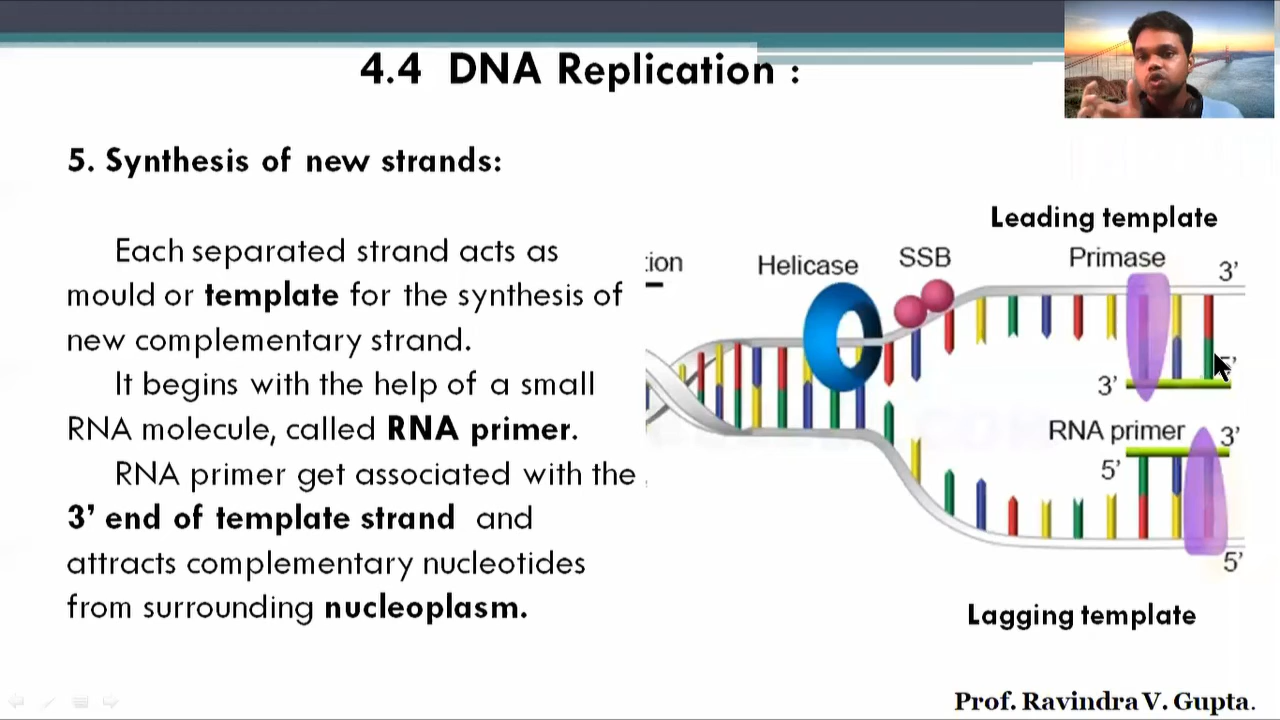 4.4 DNA Replication :
5. Synthesis of new strands:
Each separated strand acts as
mould or template for the synthesis of
new complementary strand.
It begins with the help of a small
RNA molecule, called RNA primer.
RNA primer get associated with the
3’ end of template strand and
attracts complementary nucleotides
from surrounding nucleoplasm.
Leading template
tion
Helicase
SSB
Primase
3’
3’
5’
RNA primer
3’
5’
5’
Lagging template
Prof. Ravindra V. Gupta.